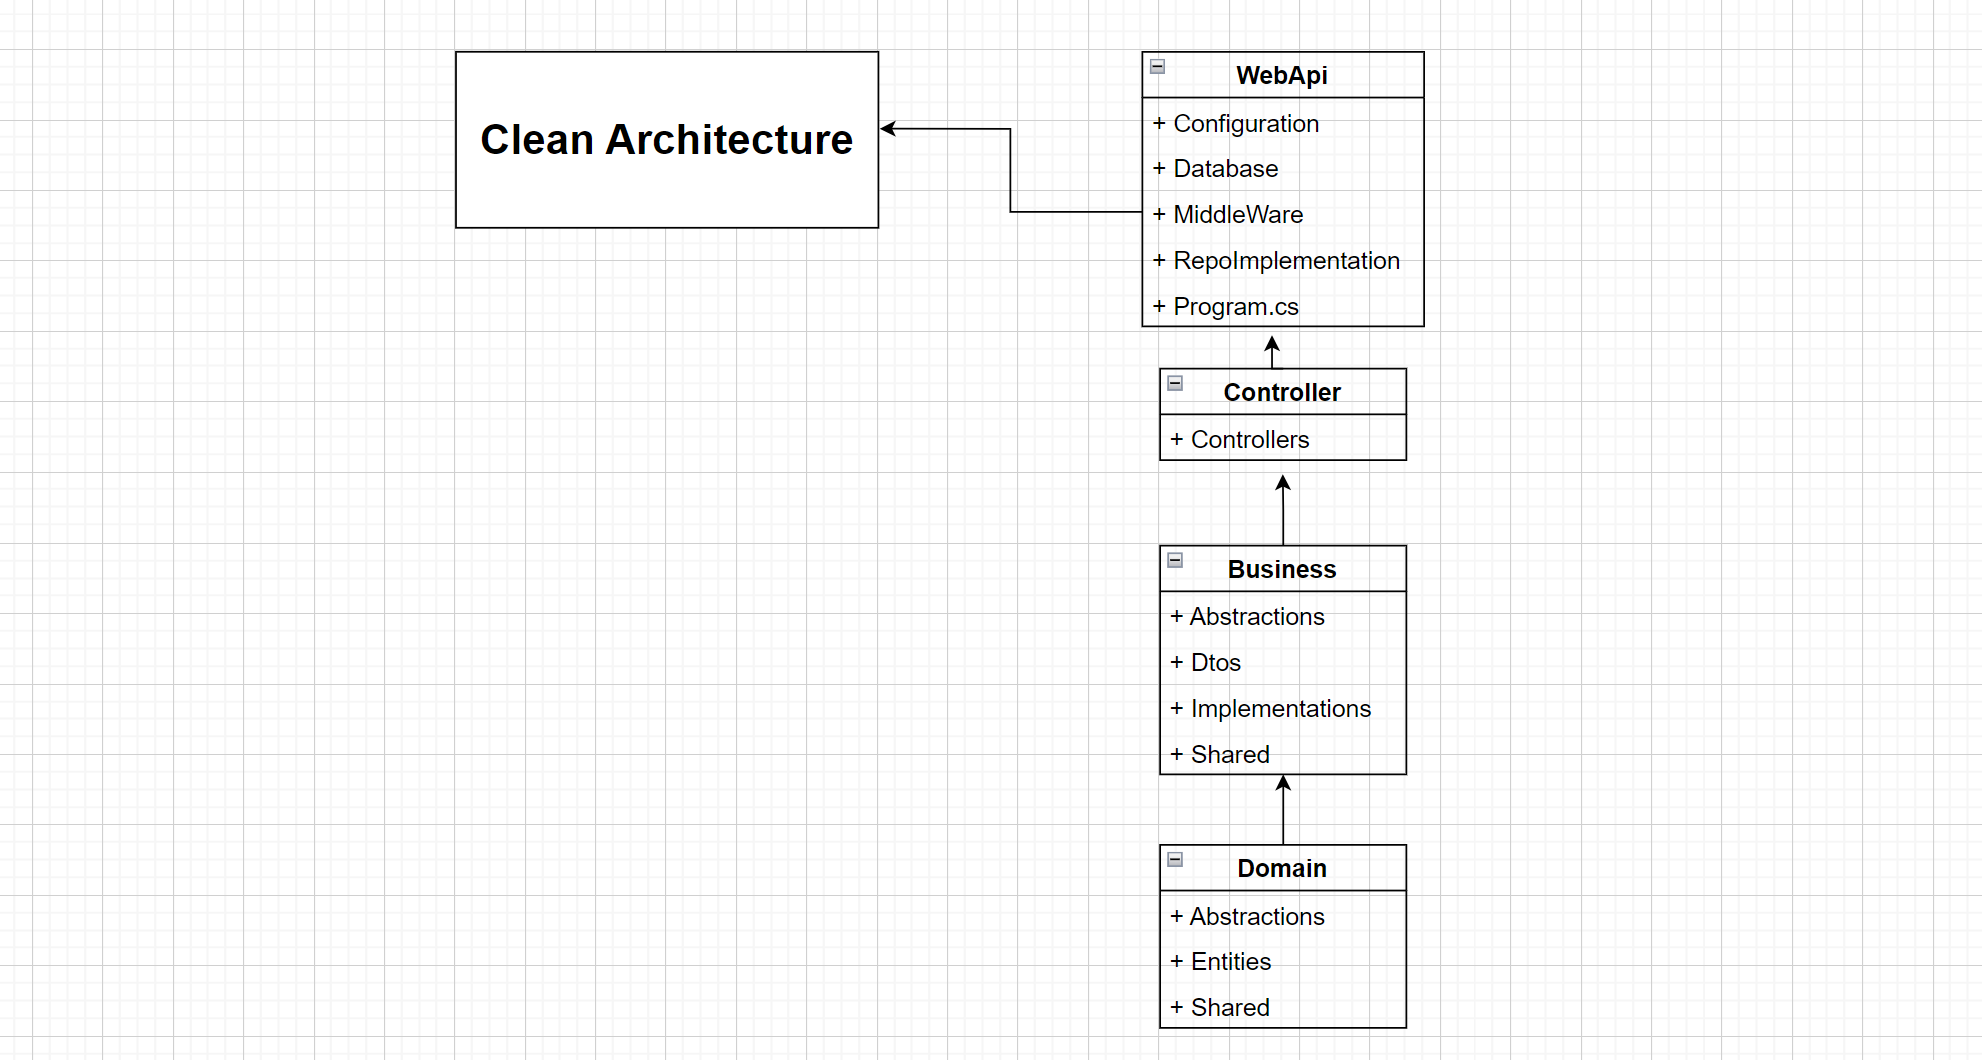 Clean Architecture
WebApi
+ Configuration
+ Database
+ MiddleWare
+ RepoImplementation
+ Program.cs
Controller
+ Controllers
Business
+ Abstractions
+ Dtos
+ Implementations
+ Shared
Domain
+ Abstractions
+ Entities
+ Shared